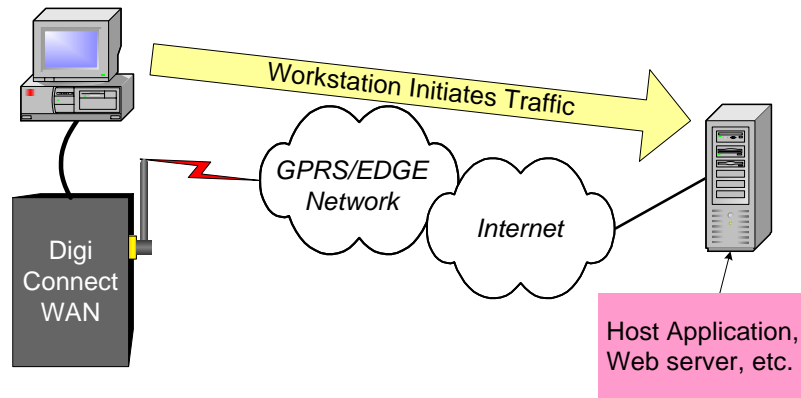 Workstation Initiates Traffic
GPRS/EDGE
Network
Internet
Digi
Connect
WAN
Host Application,
Web server, etc.